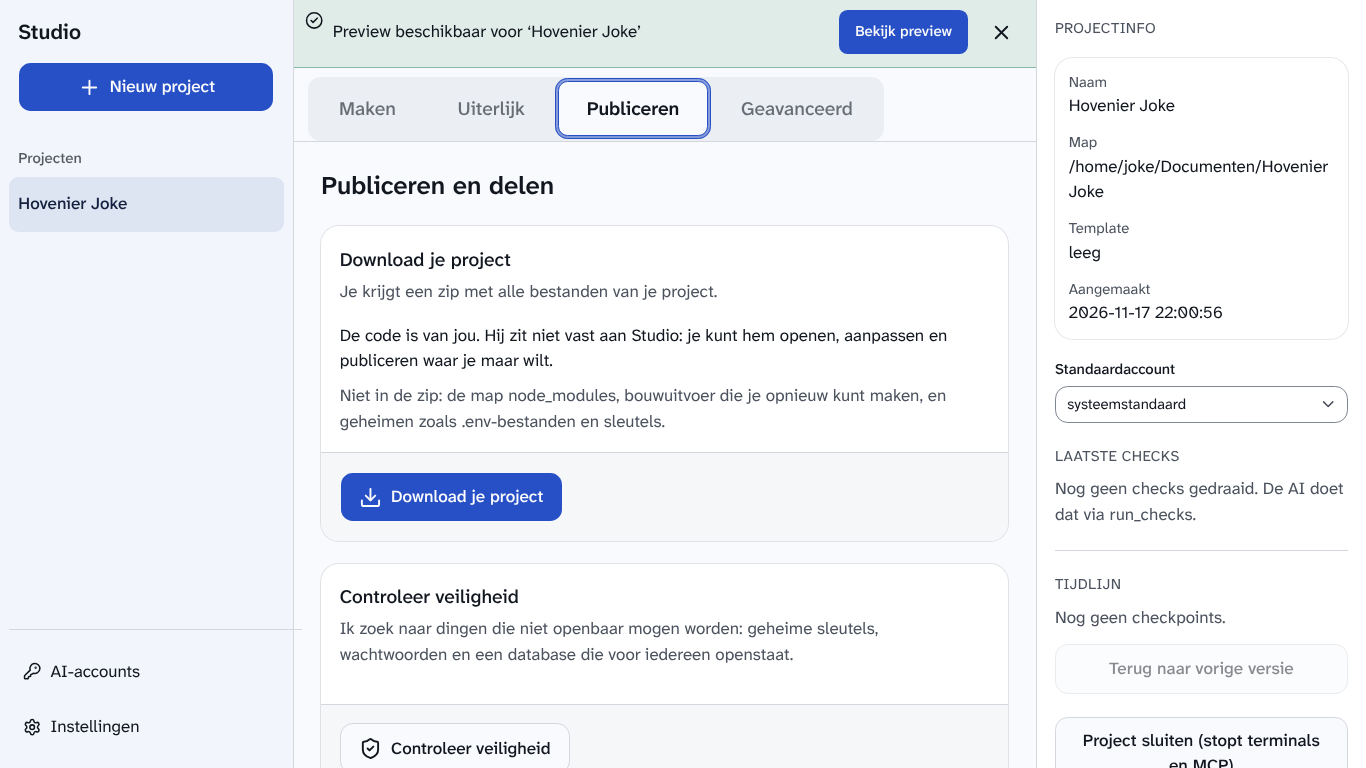 Studio
Nieuw project
Projecten
Hovenier Joke
AI-accounts
Instellingen
Preview beschikbaar voor ‘Hovenier Joke’
Bekijk preview
Maken
Uiterlijk
Publiceren
Geavanceerd
Publiceren en delen
Download je project
Je krijgt een zip met alle bestanden van je project.
De code is van jou. Hij zit niet vast aan Studio: je kunt hem openen, aanpassen en
publiceren waar je maar wilt.
Niet in de zip: de map node_modules, bouwuitvoer die je opnieuw kunt maken, en
geheimen zoals .env-bestanden en sleutels.
Download je project
Controleer veiligheid
Ik zoek naar dingen die niet openbaar mogen worden: geheime sleutels,
wachtwoorden en een database die voor iedereen openstaat.
Controleer veiligheid
PROJECTINFO
Naam
Hovenier Joke
Map
/home/joke/Documenten/Hovenier
Joke
Template
leeg
Aangemaakt
2026-11-17 22:00:56
Standaardaccount
systeemstandaard
LAATSTE CHECKS
Nog geen checks gedraaid. De AI doet
dat via run_checks.
TIJDLIJN
Nog geen checkpoints.
Terug naar vorige versie
Project sluiten (stopt terminals
en MCP)